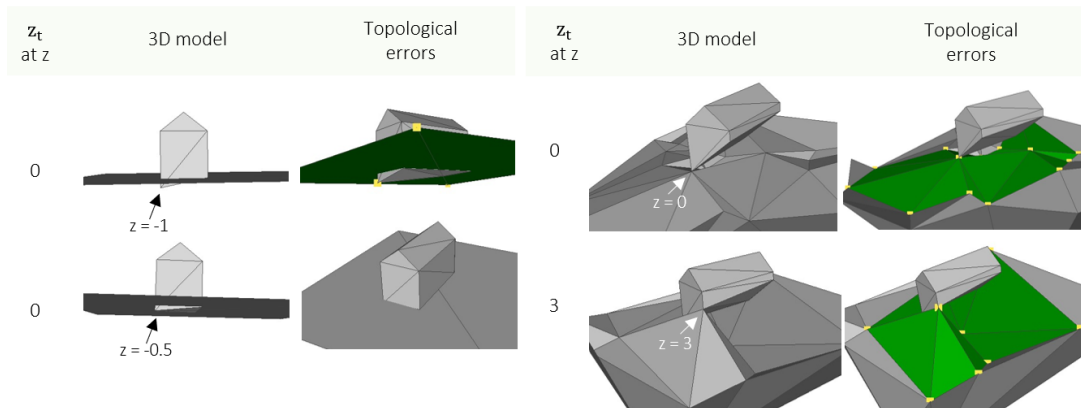 z_t at z
3D model
Topological errors
0
z = -1
0
z = -0.5
z_t at z
3D model
Topological errors
0
z = 0
3
z = 3